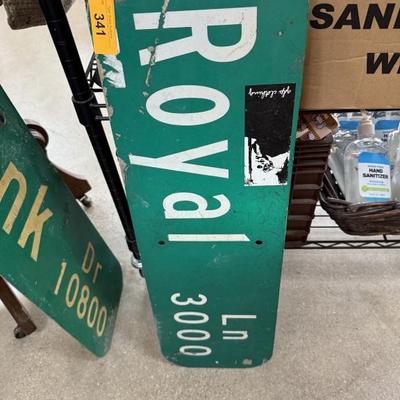 341
Royal
Ln
3000
nk
Dr
10800
SAN
W
HAND
SANITIZER